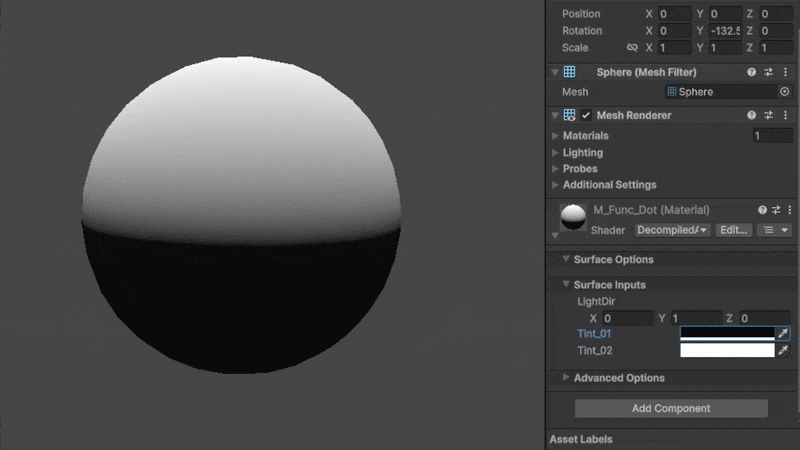 Position X 0 Y 0 Z 0
Rotation X 0 Y -132.5 Z 0
Scale X 1 Y 1 Z 1
Sphere (Mesh Filter)
Mesh Sphere
Mesh Renderer
Materials 1
Lighting
Probes
Additional Settings
M_Func_Dot (Material)
Shader DecompiledA Edit...
Surface Options
Surface Inputs
LightDir
X 0 Y 1 Z 0
Tint_01
Tint_02
Advanced Options
Add Component
Asset Labels